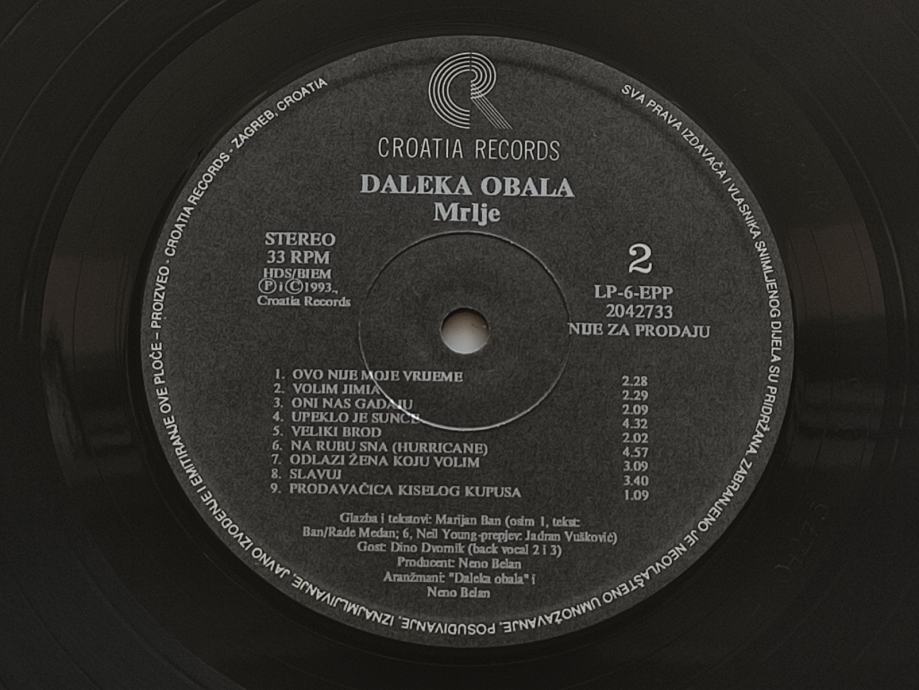 CROATIA RECORDS
DALEKA OBALA
Mrlje
STEREO
33 RPM
HDS/BIEM
Ⓟ i Ⓒ 1993.,
Croatia Records
2
LP-6-EPP
2042733
NIJE ZA PRODAJU
1. OVO NIJE MOJE VRIJEME 2.28
2. VOLIM JIMIA 2.29
3. ONI NAS GAĐAJU 2.09
4. UPEKLO JE SUNCE 4.32
5. VELIKI BROD 2.02
6. NA RUBU SNA (HURRICANE) 4.57
7. ODLAZI ŽENA KOJU VOLIM 3.09
8. SLAVUJ 3.40
9. PRODAVAČICA KISELOG KUPUSA 1.09
Glazba i tekstovi: Marijan Ban (osim 1, tekst:
Ban/Rade Medan; 6, Neil Young-prepjev: Jadran Vušković)
Gost: Dino Dvornik (back vocal 2 i 3)
Producent: Neno Belan
Aranžmani: "Daleka obala" i
Neno Belan
SVA PRAVA IZDAVAČA I VLASNIKA SNIMLJENOG DIJELA SU PRIDRŽANA. ZABRANJENO JE NEOVLAŠTENO UMNOŽAVANJE, POSUĐIVANJE, IZNAJMLJIVANJE, JAVNO IZVOĐENJE I EMITIRANJE OVE PLOČE – PROIZVEO - CROATIA RECORDS - ZAGREB, CROATIA